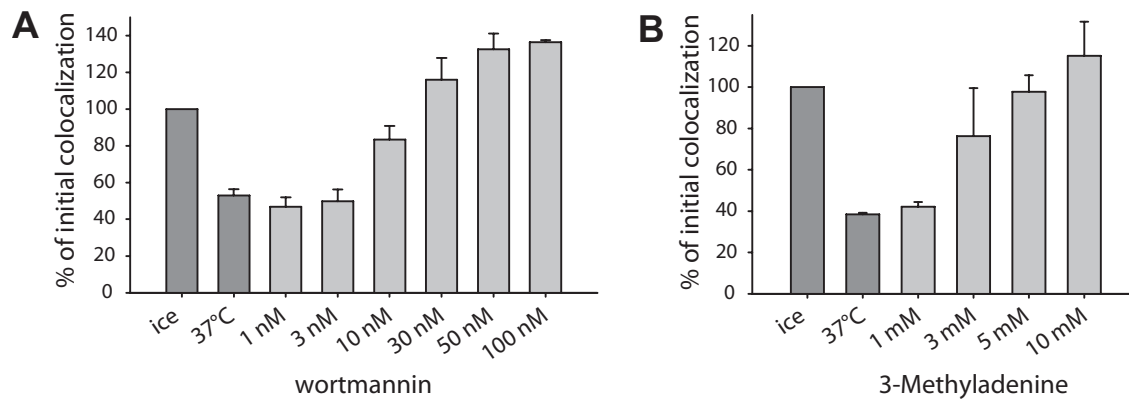 A
% of initial colocalization
140
120
100
80
60
40
20
0
ice
37°C
1 nM
3 nM
10 nM
30 nM
50 nM
100 nM
wortmannin
B
% of initial colocalization
120
100
80
60
40
20
0
ice
37°C
1 mM
3 mM
5 mM
10 mM
3-Methyladenine